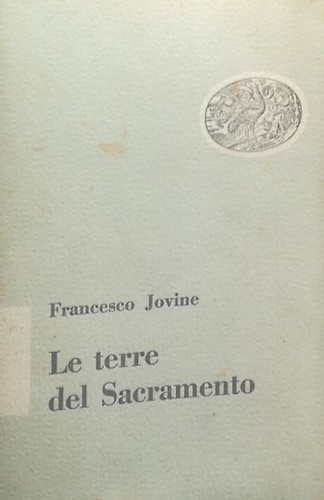 Francesco Jovine
Le terre
del Sacramento